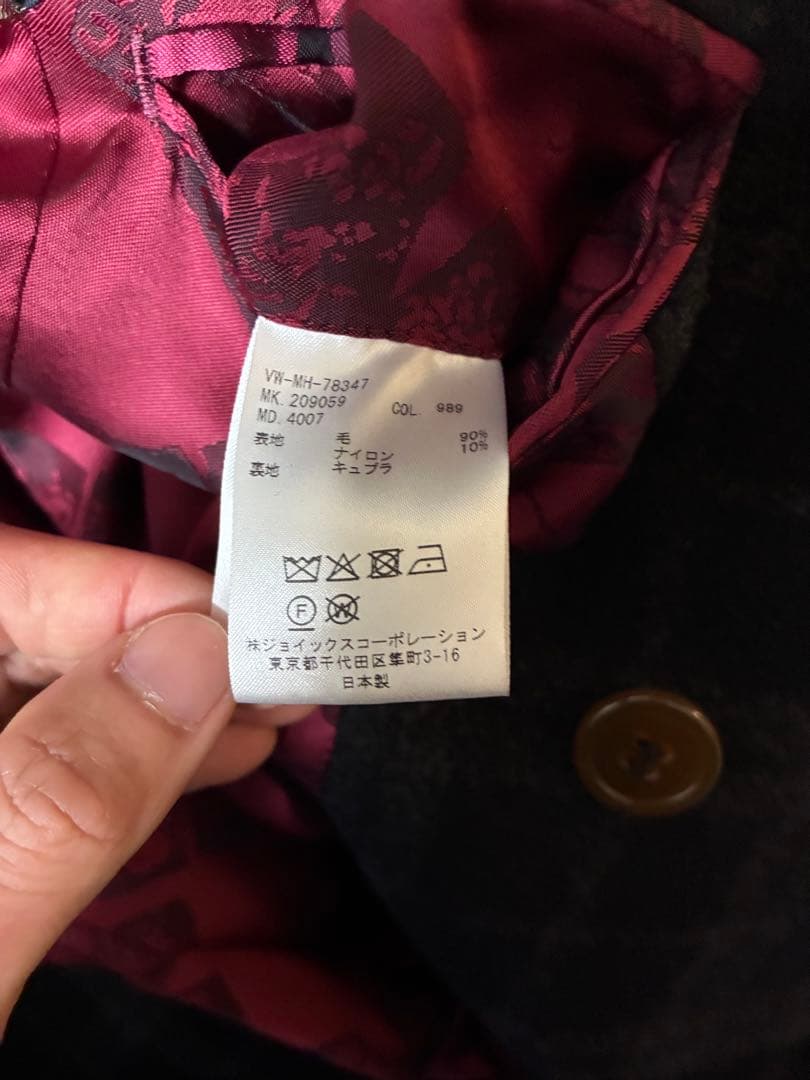 VW-MH-78347
MK. 209059 COL. 989
MD. 4007
表地 毛 90%
ナイロン 10%
裏地 キュプラ
F W
株ジョイックスコーポレーション
東京都千代田区隼町3-16
日本製